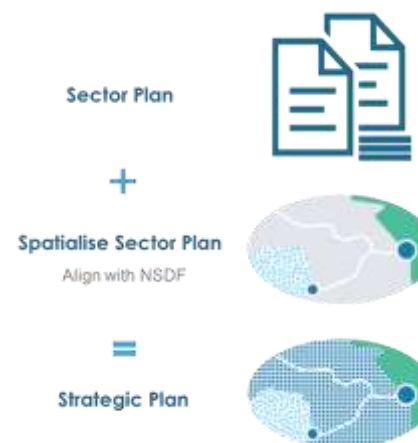 Sector Plan
+
Spatialise Sector Plan
Align with NSDF
=
Strategic Plan